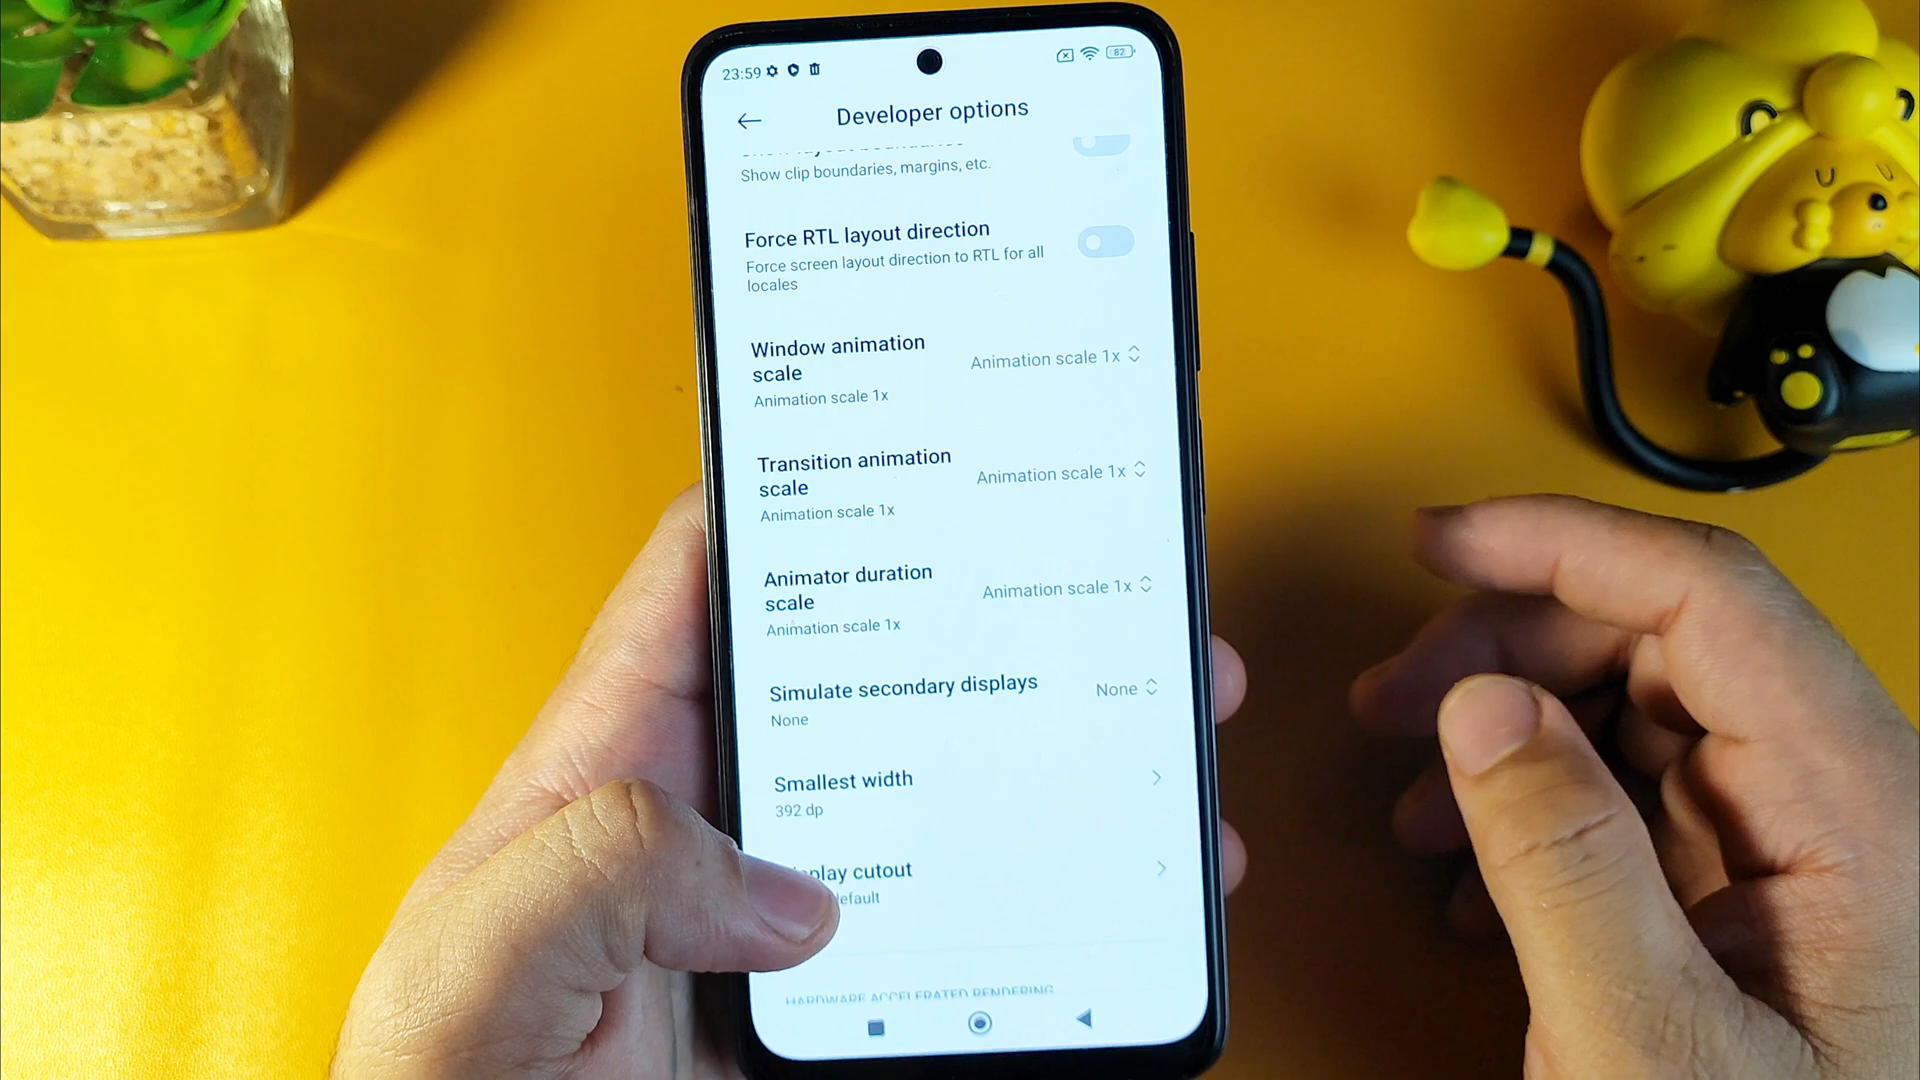 23:59
82
Developer options
Show clip boundaries, margins, etc.
Force RTL layout direction
Force screen layout direction to RTL for all
locales
Window animation
scale
Animation scale 1x
Animation scale 1x
Transition animation
scale
Animation scale 1x
Animation scale 1x
Animator duration
scale
Animation scale 1x
Animation scale 1x
Simulate secondary displays
None
None
Smallest width
392 dp
cutout
HARDWARE ACCELERATED RENDERING